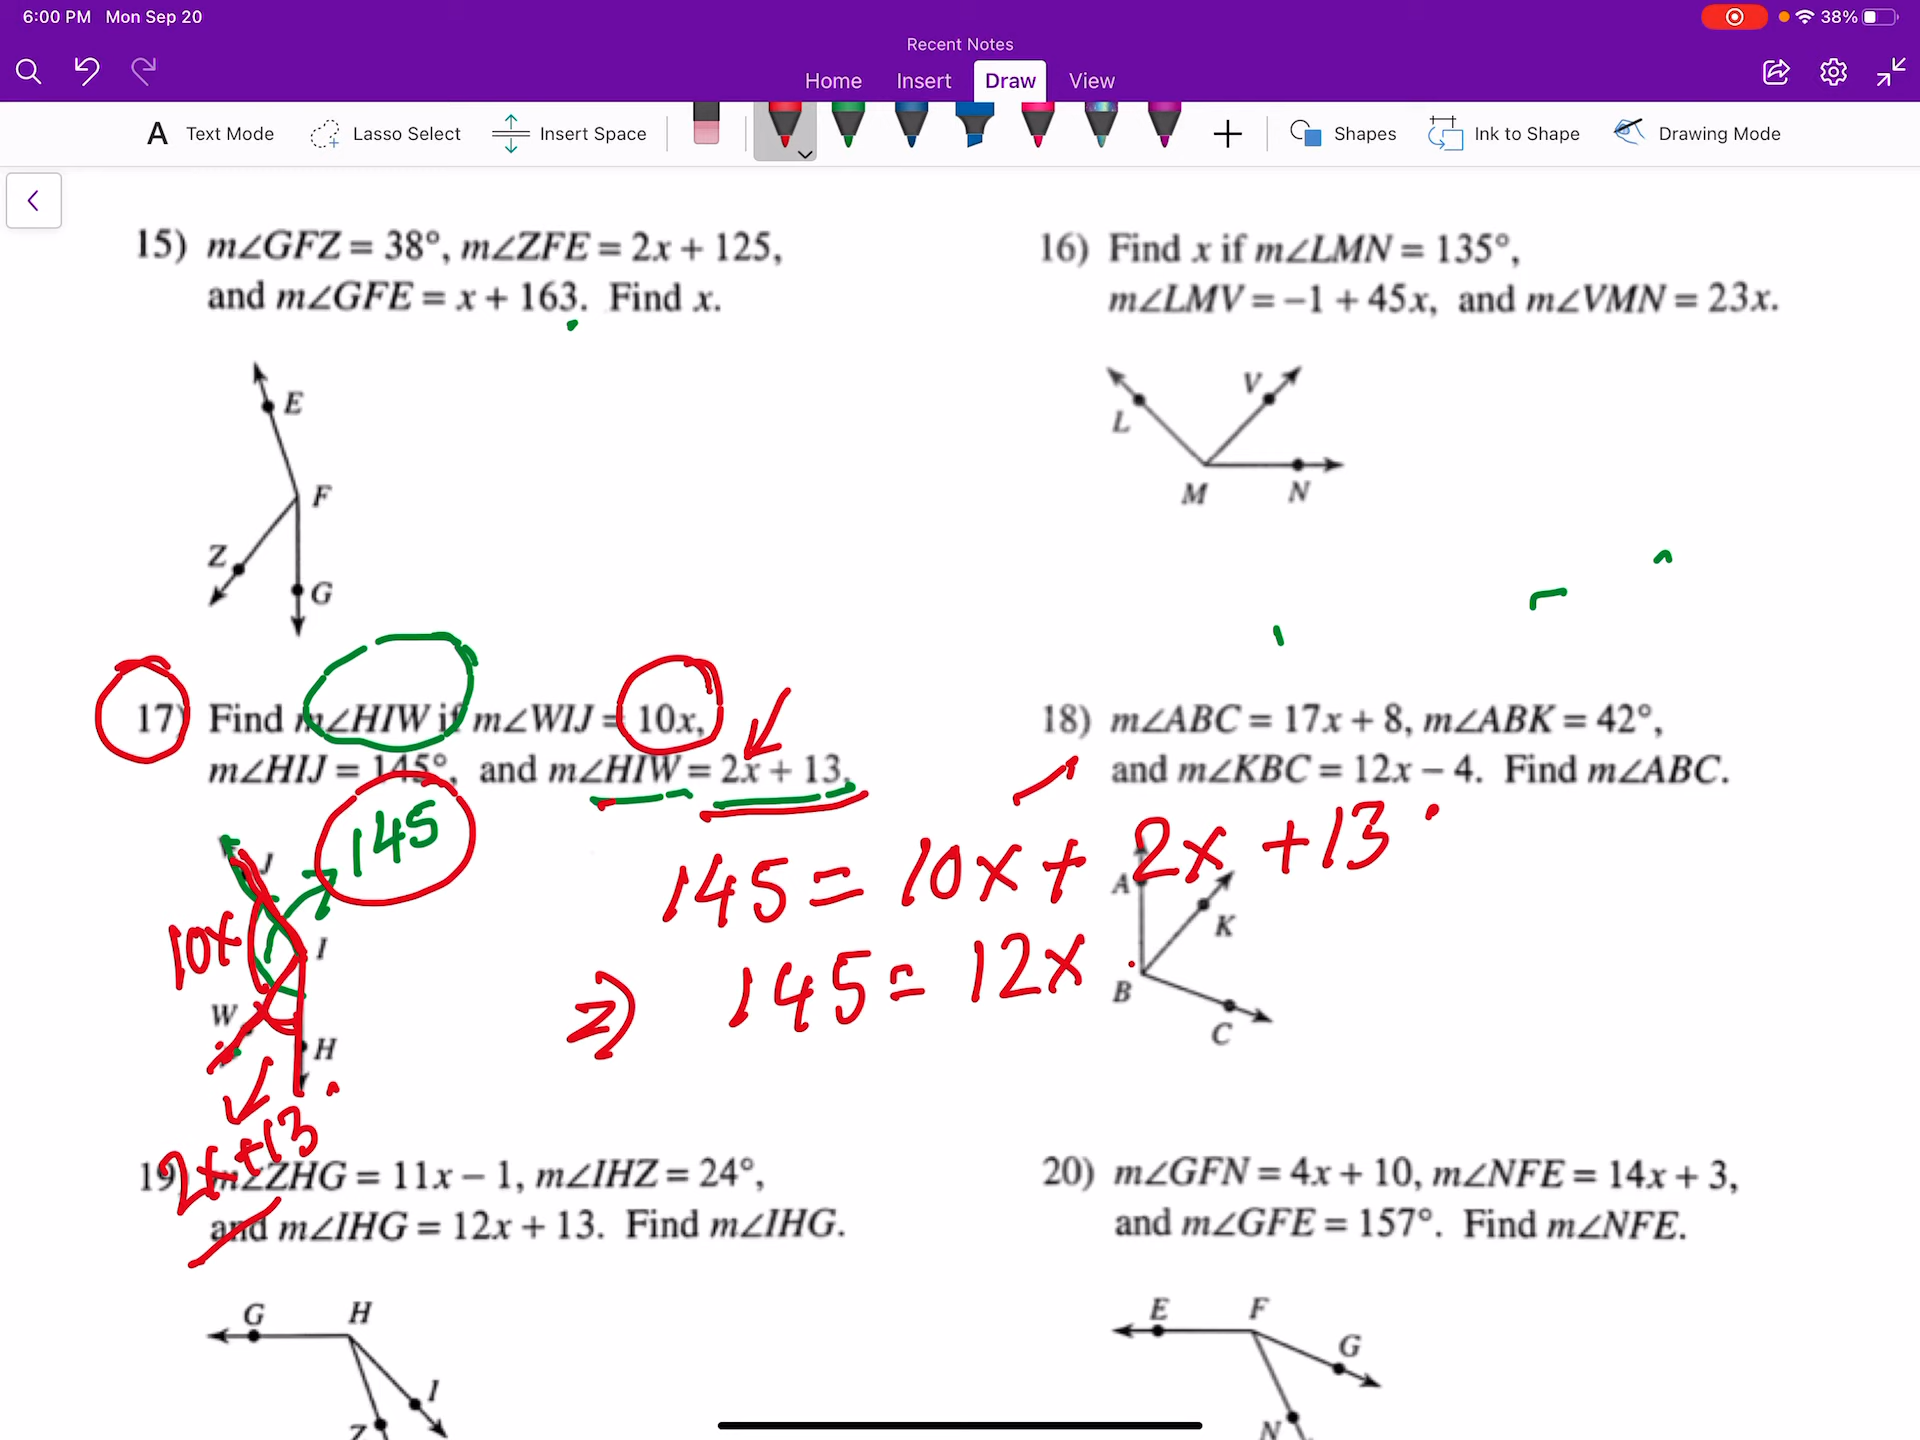 6:00 PM Mon Sep 20
38%
Recent Notes
Home Insert Draw View
A Text Mode Lasso Select Insert Space Shapes Ink to Shape Drawing Mode
15) m∠GFZ = 38°, m∠ZFE = 2x + 125,
and m∠GFE = x + 163. Find x.
E
F
Z
G
16) Find x if m∠LMN = 135°,
m∠LMV = −1 + 45x, and m∠VMN = 23x.
V
L
M
N
17) Find m∠HIW if m∠WIJ = 10x,
m∠HIJ = 145°, and m∠HIW = 2x + 13.
145
J
10x
I
W
H
2x+13
145 = 10x + 2x + 13
2) 145 = 12x
18) m∠ABC = 17x + 8, m∠ABK = 42°,
and m∠KBC = 12x − 4. Find m∠ABC.
A
K
B
C
19) m∠ZHG = 11x − 1, m∠IHZ = 24°,
and m∠IHG = 12x + 13. Find m∠IHG.
G H
I
Z
20) m∠GFN = 4x + 10, m∠NFE = 14x + 3,
and m∠GFE = 157°. Find m∠NFE.
E F
G
N